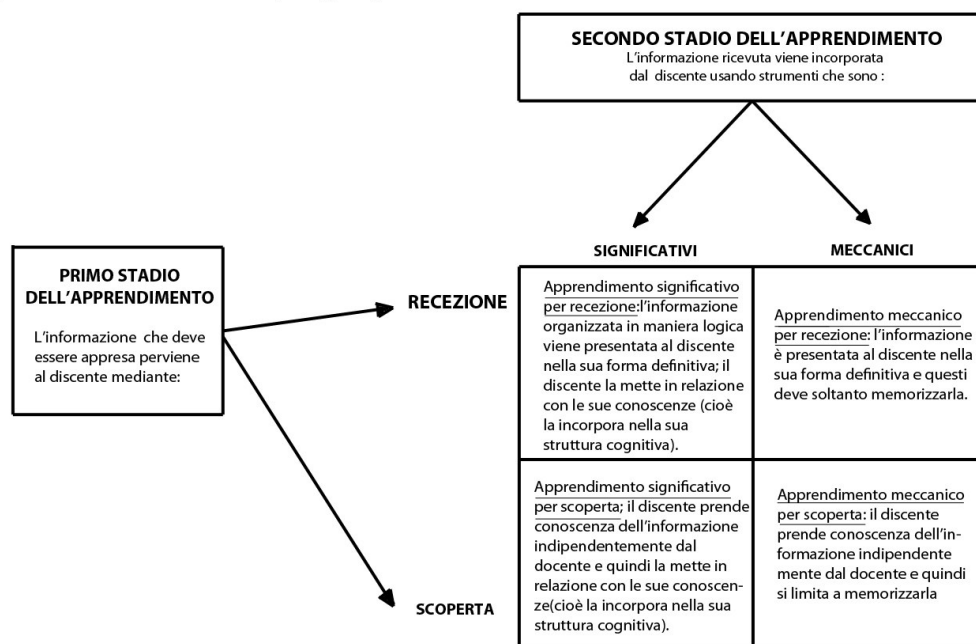 SECONDO STADIO DELL'APPRENDIMENTO
L'informazione ricevuta viene incorporata
dal discente usando strumenti che sono :
SIGNIFICATIVI
MECCANICI
PRIMO STADIO
DELL'APPRENDIMENTO
L'informazione che deve
essere appresa perviene
al discente mediante:
RECEZIONE
Apprendimento significativo
per recezione:l'informazione
organizzata in maniera logica
viene presentata al discente
nella sua forma definitiva; il
discente la mette in relazione
con le sue conoscenze (cioè
la incorpora nella sua
struttura cognitiva).
Apprendimento meccanico
per recezione: l'informazione
è presentata al discente nella
sua forma definitiva e questi
deve soltanto memorizzarla.
SCOPERTA
Apprendimento significativo
per scoperta; il discente prende
conoscenza dell'informazione
indipendentemente dal
docente e quindi la mette in
relazione con le sue conoscen-
ze(cioè la incorpora nella sua
struttura cognitiva).
Apprendimento meccanico
per scoperta: il discente
prende conoscenza dell'in-
formazione indipendente
mente dal docente e quindi
si limita a memorizzarla